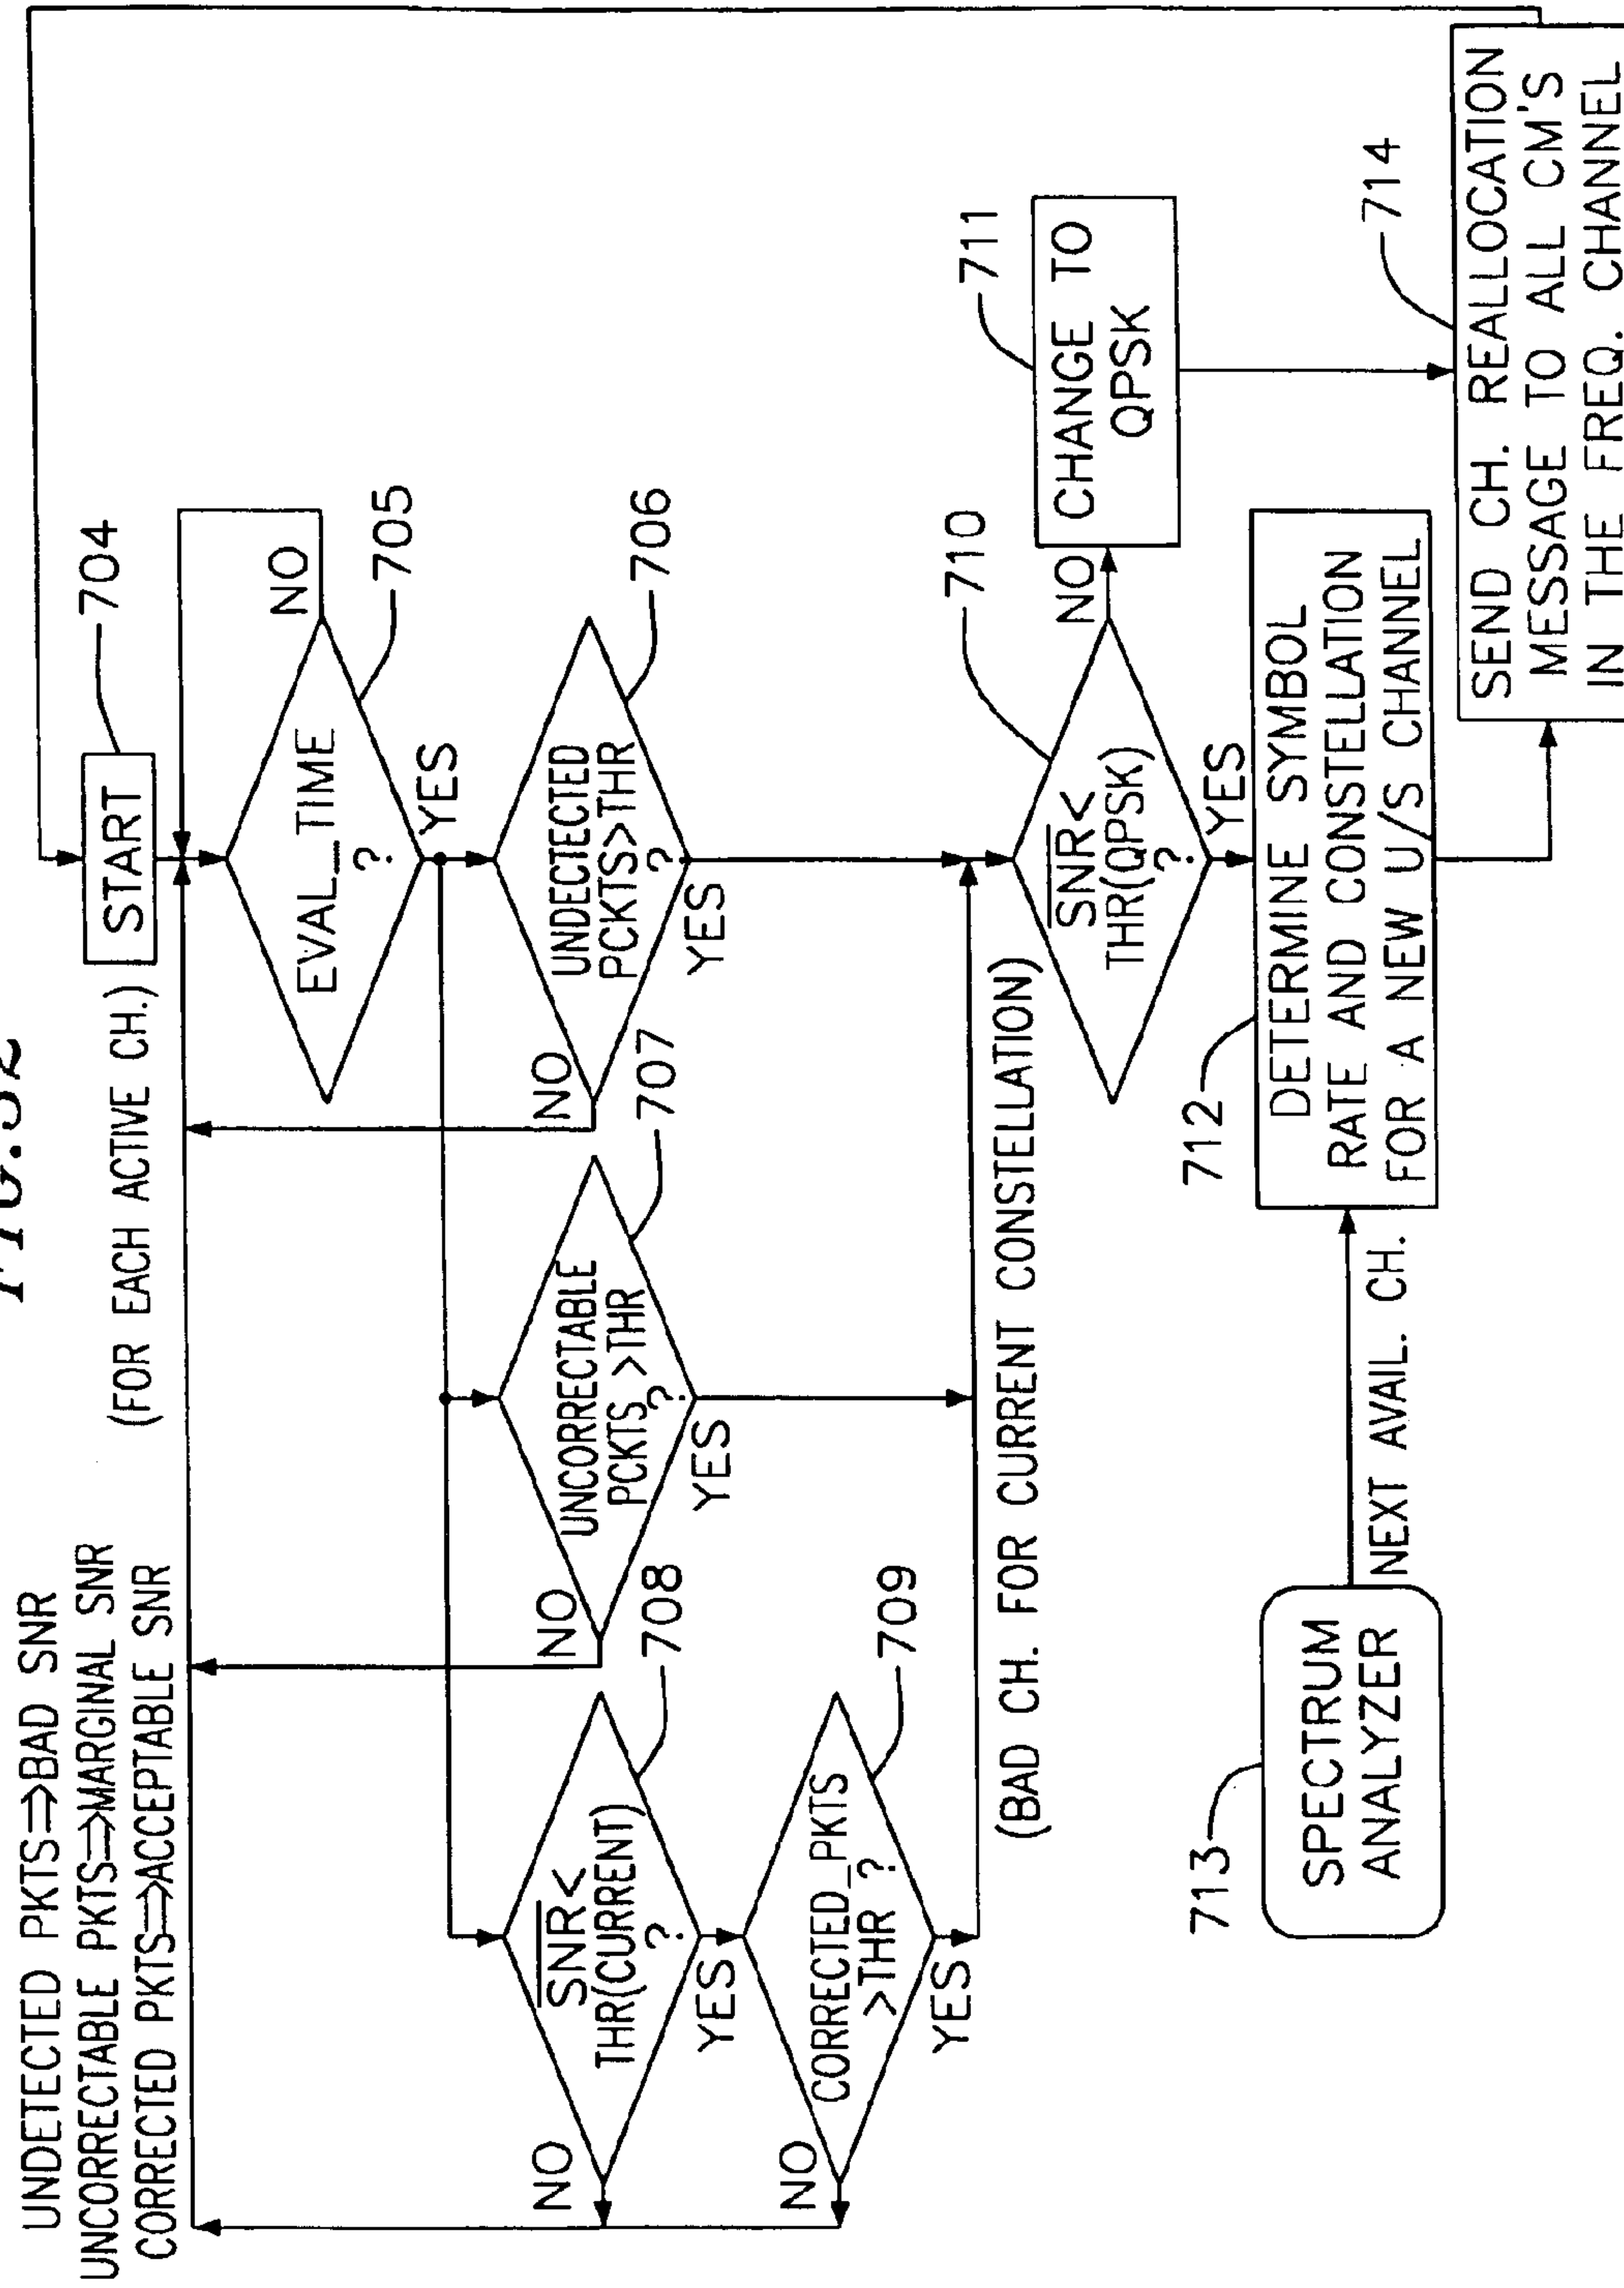 FIG.32
UNDETECTED PKTS⇒BAD SNR
UNCORRECTABLE PKTS⇒MARGINAL SNR
CORRECTED PKTS⇒ACCEPTABLE SNR
(FOR EACH ACTIVE CH.)
START
704
EVAL_TIME
?
705
NO
YES
SNR<
THR(CURRENT)
?
708
NO
YES
UNCORRECTABLE
PCKTS >THR
?
707
NO
YES
UNDECTECTED
PCKTS>THR
?
706
NO
YES
CORRECTED_PKTS
>THR ?
709
NO
YES
(BAD CH. FOR CURRENT CONSTELLATION)
SNR<
THR(QPSK)
?
710
NO
YES
CHANGE TO
QPSK
711
713
SPECTRUM
ANALYZER
NEXT AVAIL. CH.
712
DETERMINE SYMBOL
RATE AND CONSTELLATION
FOR A NEW U/S CHANNEL
714
SEND CH. REALLOCATION
MESSAGE TO ALL CM'S
IN THE FREQ. CHANNEL